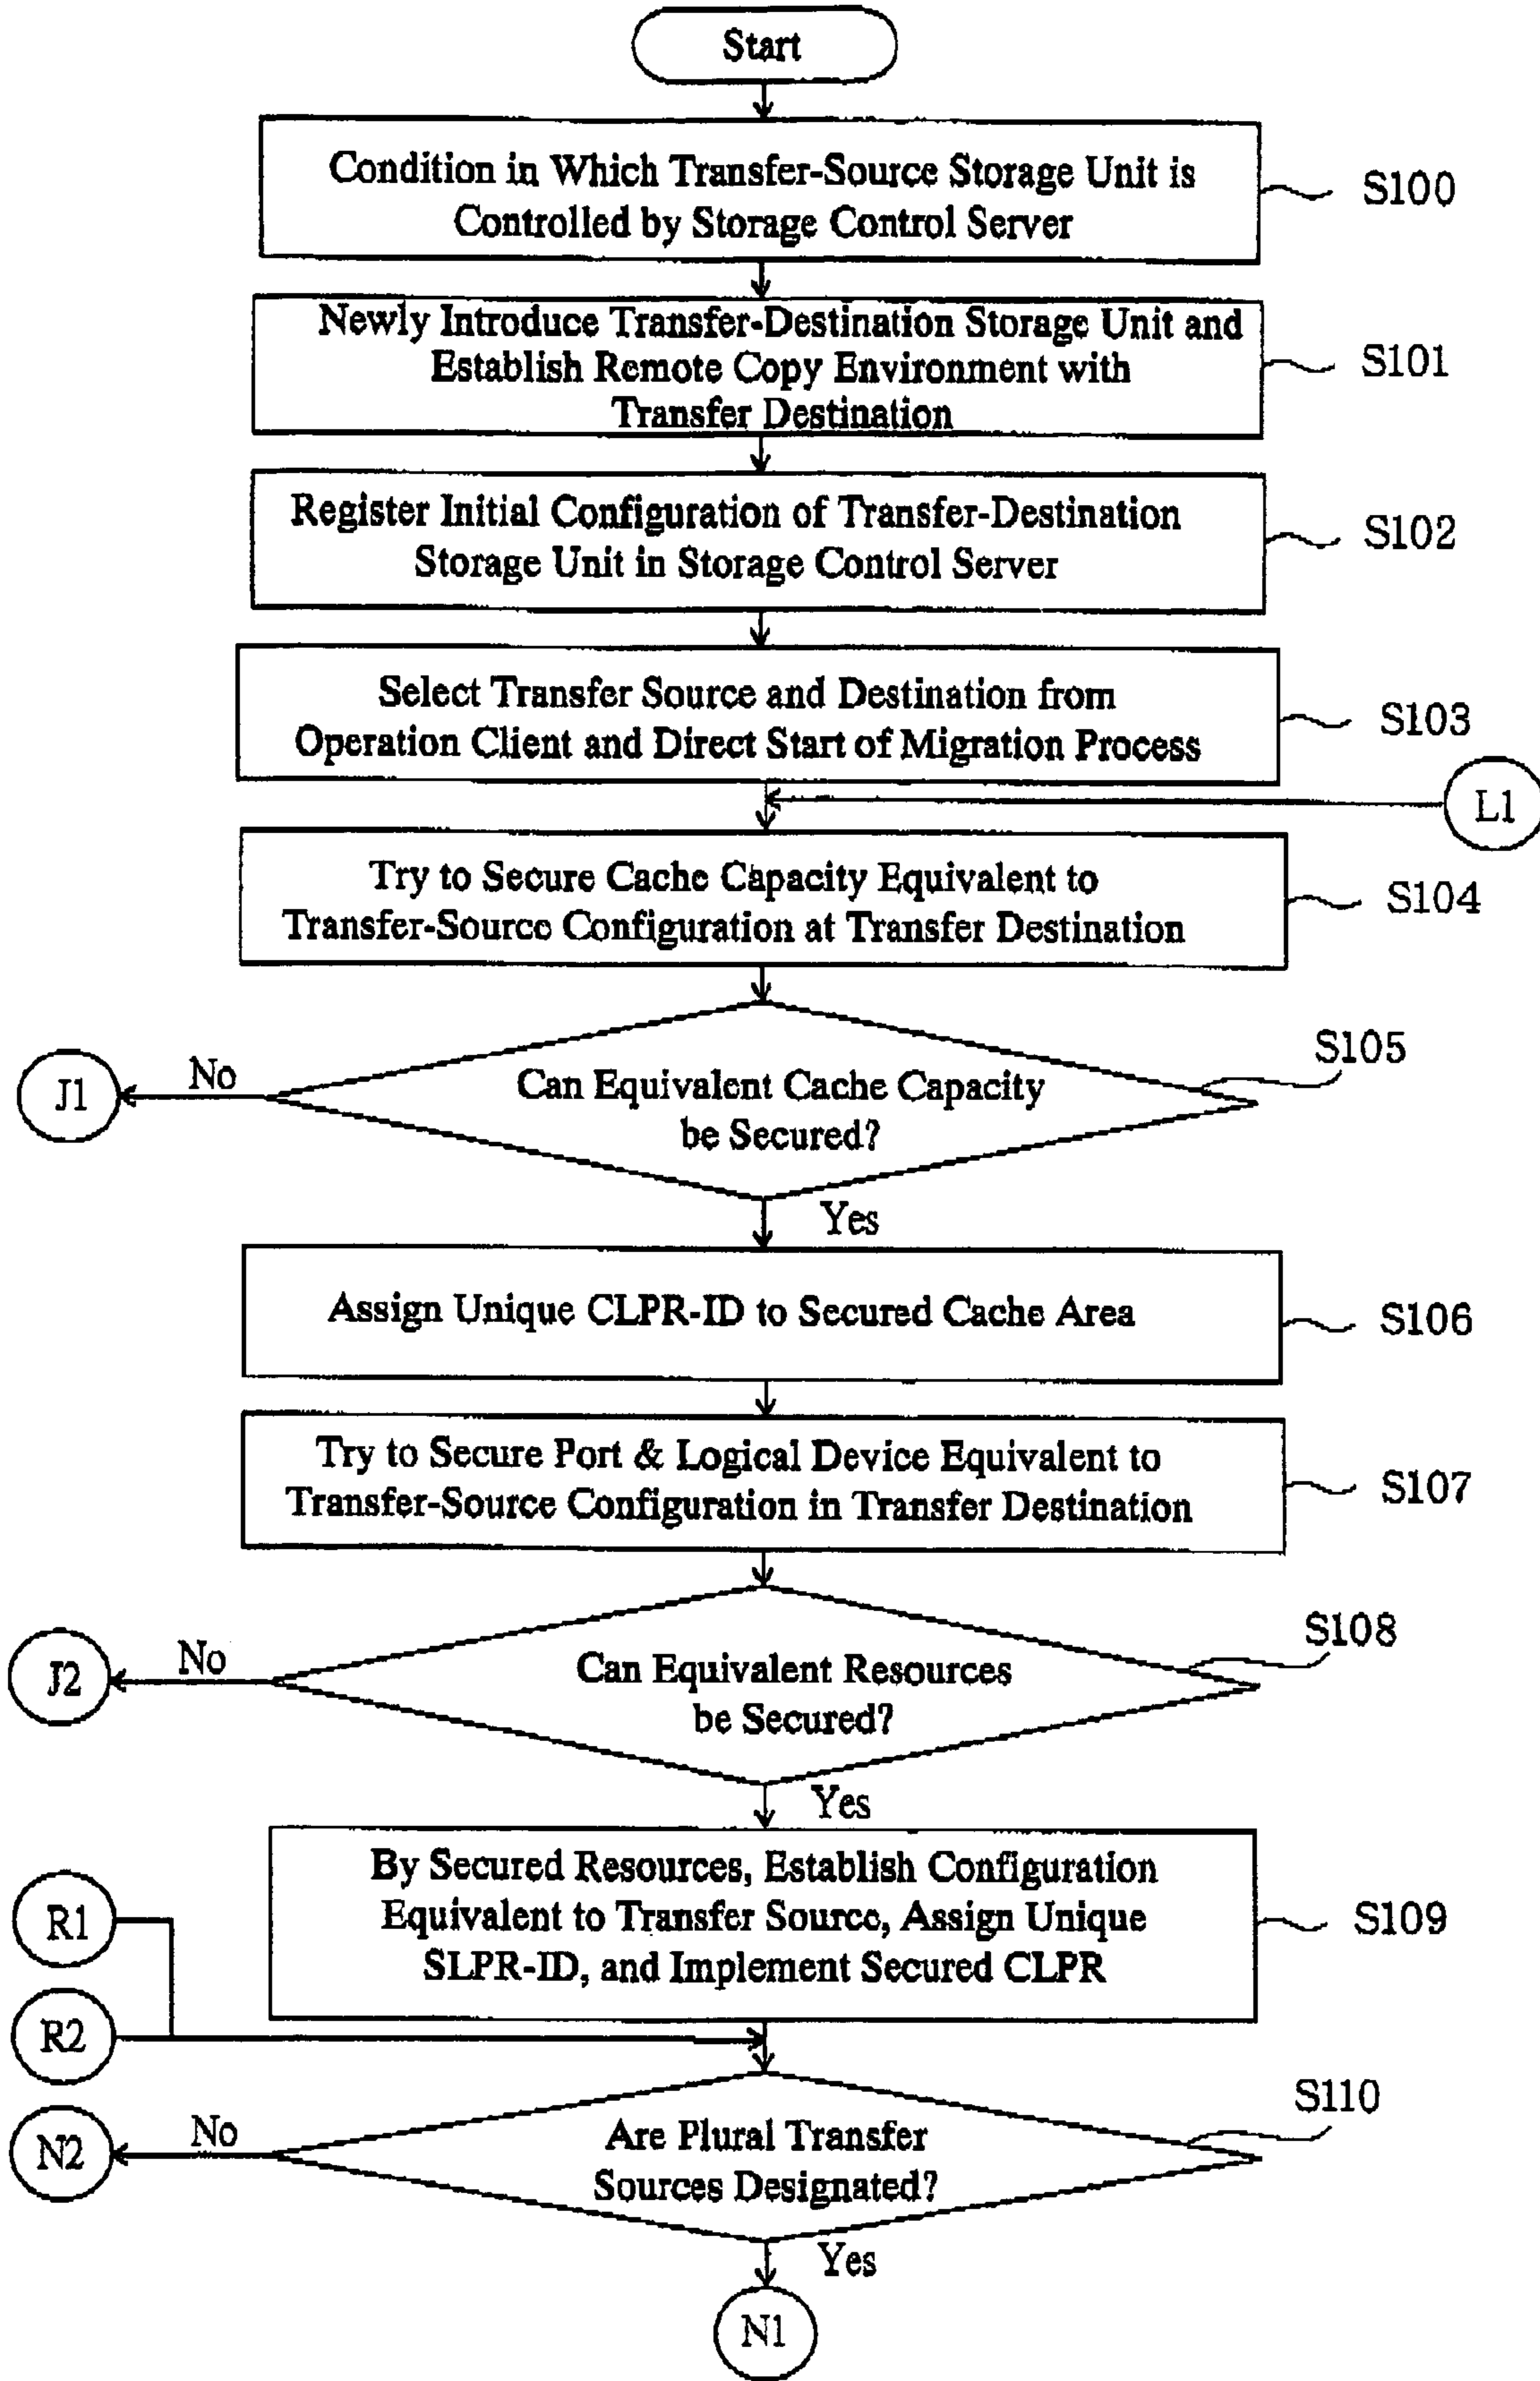 Start
Condition in Which Transfer-Source Storage Unit is
Controlled by Storage Control Server
S100
Newly Introduce Transfer-Destination Storage Unit and
Establish Remote Copy Environment with
Transfer Destination
S101
Register Initial Configuration of Transfer-Destination
Storage Unit in Storage Control Server
S102
Select Transfer Source and Destination from
Operation Client and Direct Start of Migration Process
S103
L1
Try to Secure Cache Capacity Equivalent to
Transfer-Source Configuration at Transfer Destination
S104
S105
J1
No
Can Equivalent Cache Capacity
be Secured?
Yes
Assign Unique CLPR-ID to Secured Cache Area
S106
Try to Secure Port & Logical Device Equivalent to
Transfer-Source Configuration in Transfer Destination
S107
S108
J2
No
Can Equivalent Resources
be Secured?
Yes
By Secured Resources, Establish Configuration
Equivalent to Transfer Source, Assign Unique
SLPR-ID, and Implement Secured CLPR
S109
R1
R2
S110
N2
No
Are Plural Transfer
Sources Designated?
Yes
N1